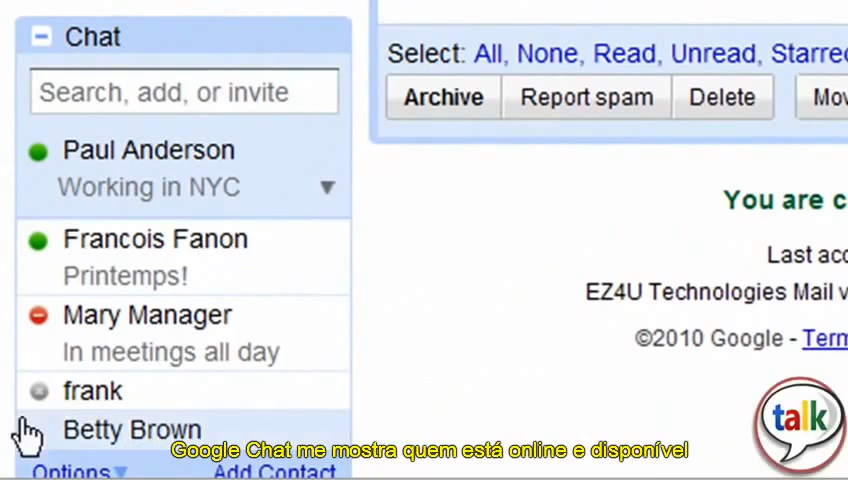 Chat
Search, add, or invite
Paul Anderson
Working in NYC
Francois Fanon
Printemps!
Mary Manager
In meetings all day
frank
Betty Brown
Options
Add Contact
Select: All, None, Read, Unread, Starred
Archive Report spam Delete Mov
You are c
Last acc
EZ4U Technologies Mail v
©2010 Google - Term
talk
Google Chat me mostra quem está online e disponível